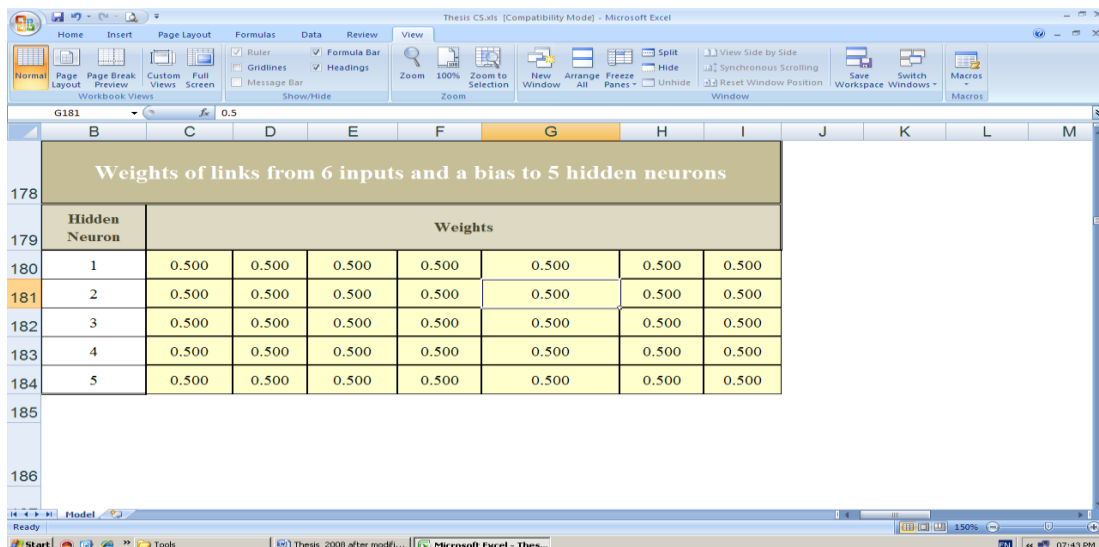 Thesis CS.xls [Compatibility Mode] - Microsoft Excel
Home Insert Page Layout Formulas Data Review View
Normal Page Layout Page Break Preview Custom Views Full Screen
Workbook Views
Ruler Formula Bar
Gridlines Headings
Message Bar
Show/Hide
Zoom 100% Zoom to Selection
Zoom
New Window Arrange All Freeze Panes
Split
Hide
Unhide
View Side by Side
Synchronous Scrolling
Reset Window Position
Window
Save Workspace Switch Windows
Macros
Macros
G181 fx 0.5
B C D E F G H I J K L M
178 Weights of links from 6 inputs and a bias to 5 hidden neurons
179 Hidden Neuron Weights
180 1 0.500 0.500 0.500 0.500 0.500 0.500 0.500
181 2 0.500 0.500 0.500 0.500 0.500 0.500 0.500
182 3 0.500 0.500 0.500 0.500 0.500 0.500 0.500
183 4 0.500 0.500 0.500 0.500 0.500 0.500 0.500
184 5 0.500 0.500 0.500 0.500 0.500 0.500 0.500
185
186
Model
Ready 150%
Start Tools Thesis_2008 after modifi... Microsoft Excel - Thes... EN 07:43 PM